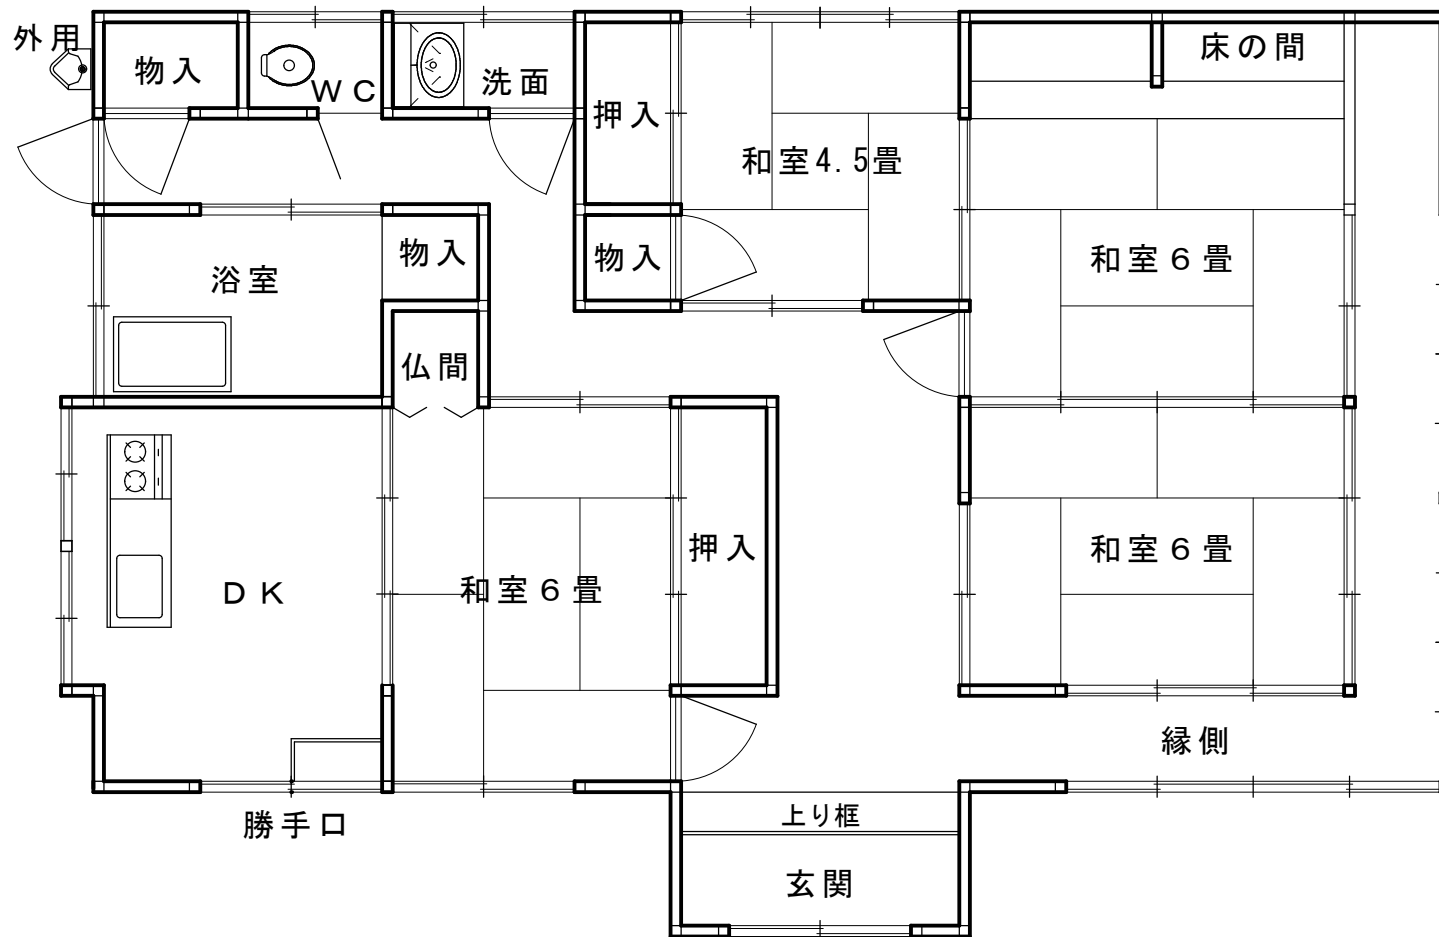 外用
物入
ＷＣ
洗面
押入
和室4.5畳
床の間
物入
物入
浴室
和室６畳
仏間
ＤＫ
和室６畳
押入
和室６畳
縁側
勝手口
上り框
玄関